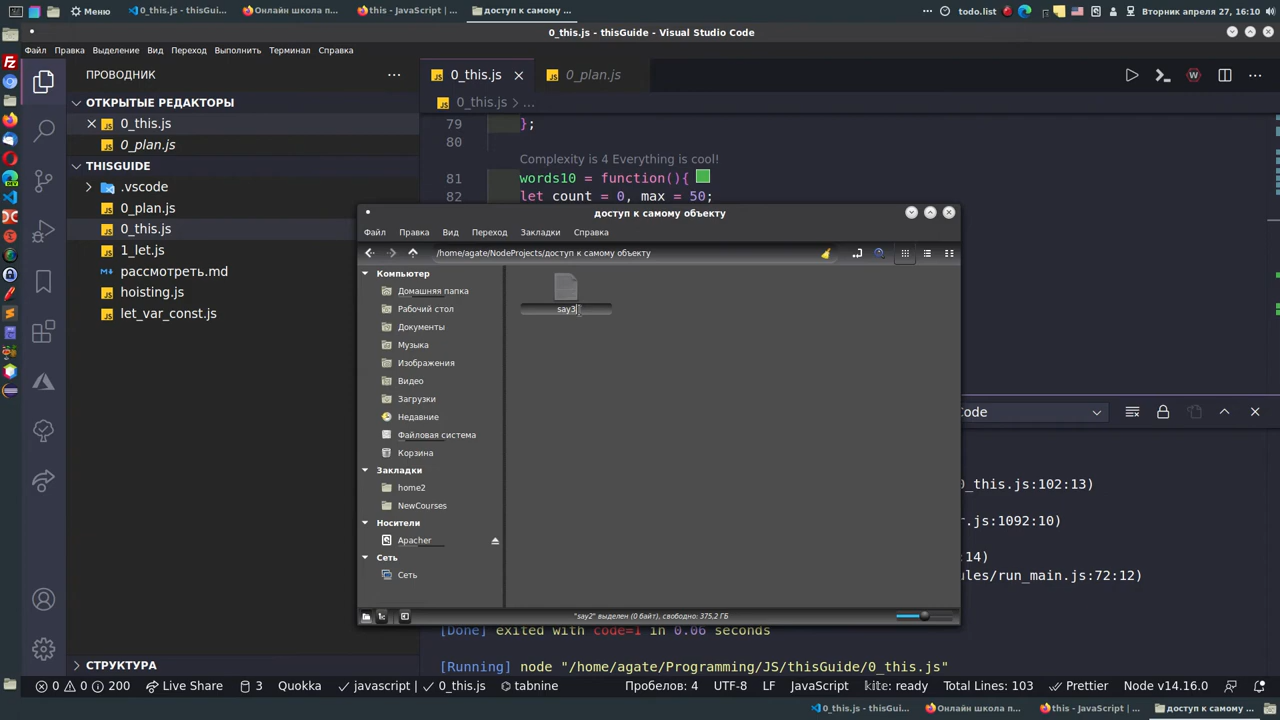 Меню
0_this.js - thisGui...
Онлайн школа п...
this - JavaScript | ...
доступ к самому ...
todo.list
Вторник апреля 27, 16:10
0_this.js - thisGuide - Visual Studio Code
Файл Правка Выделение Вид Переход Выполнить Терминал Справка
ПРОВОДНИК ...
ОТКРЫТЫЕ РЕДАКТОРЫ
0_this.js
0_plan.js
THISGUIDE
.vscode
0_plan.js
0_this.js
1_let.js
рассмотреть.md
hoisting.js
let_var_const.js
СТРУКТУРА
0_this.js
0_plan.js
0_this.js > ...
79 };
80
Complexity is 4 Everything is cool!
81 words10 = function(){
82 let count = 0, max = 50;
доступ к самому объекту
Файл Правка Вид Переход Закладки Справка
/home/agate/NodeProjects/доступ к самому объекту
Компьютер
Домашняя папка
Рабочий стол
Документы
Музыка
Изображения
Видео
Загрузки
Недавние
Файловая система
Корзина
Закладки
home2
NewCourses
Носители
Apacher
Сеть
Сеть
say3
"say2" выделен (0 байт), свободно: 375,2 ГБ
Code
0_this.js:102:13)
r.js:1092:10)
:14)
ules/run_main.js:72:12)
[Done] exited with code=1 in 0.06 seconds
[Running] node "/home/agate/Programming/JS/thisGuide/0_this.js"
0 0 200 Live Share 3 Quokka javascript | 0_this.js tabnine Пробелов: 4 UTF-8 LF JavaScript kite: ready Total Lines: 103 Prettier Node v14.16.0
0_this.js - thisGui...
Онлайн школа п...
this - JavaScript | ...
доступ к самому ...